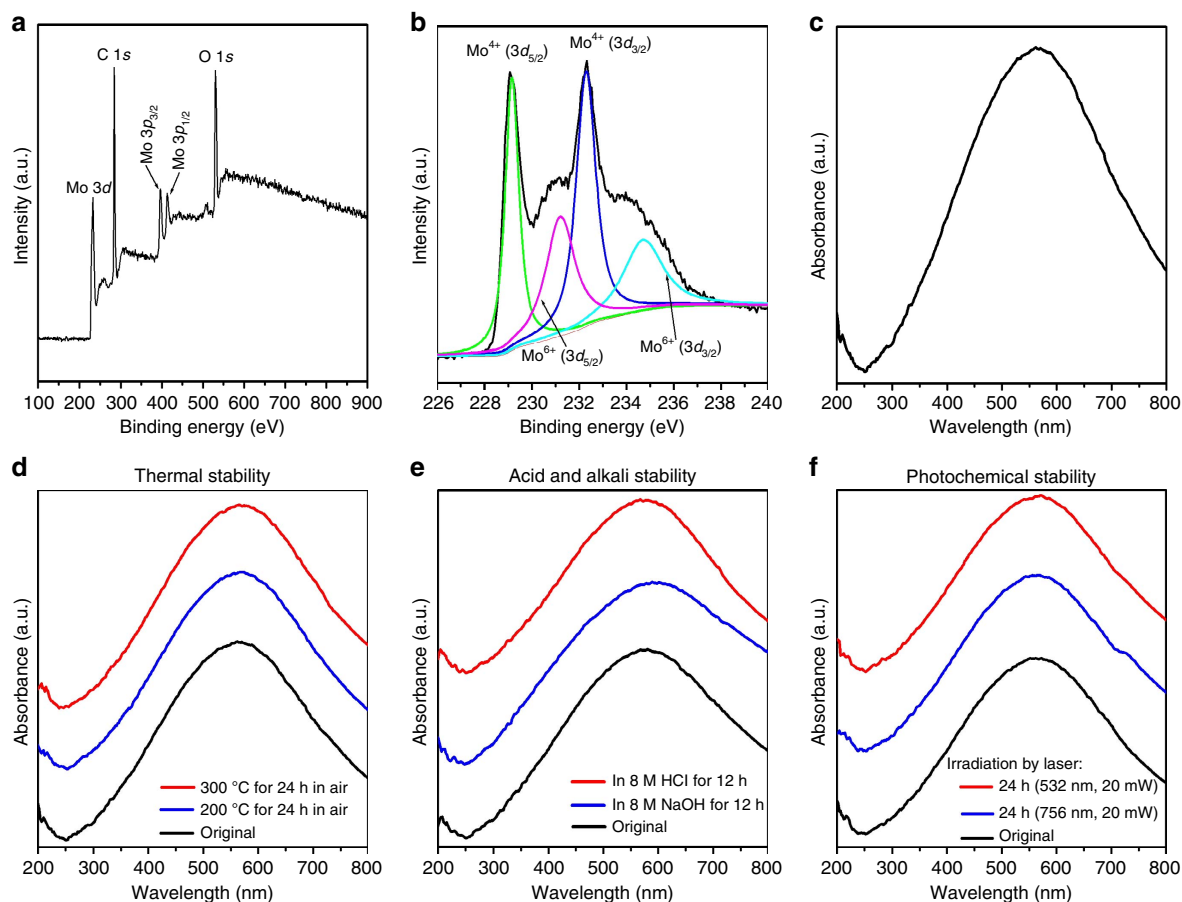 a
C 1s
O 1s
Mo 3p3/2
Mo 3p1/2
Mo 3d
Intensity (a.u.)
100 200 300 400 500 600 700 800 900
Binding energy (eV)
b
Mo4+ (3d5/2)
Mo4+ (3d3/2)
Mo6+ (3d5/2)
Mo6+ (3d3/2)
Intensity (a.u.)
226 228 230 232 234 236 238 240
Binding energy (eV)
c
Absorbance (a.u.)
200 300 400 500 600 700 800
Wavelength (nm)
d
Thermal stability
Absorbance (a.u.)
300 °C for 24 h in air
200 °C for 24 h in air
Original
200 300 400 500 600 700 800
Wavelength (nm)
e
Acid and alkali stability
Absorbance (a.u.)
In 8 M HCl for 12 h
In 8 M NaOH for 12 h
Original
200 300 400 500 600 700 800
Wavelength (nm)
f
Photochemical stability
Absorbance (a.u.)
Irradiation by laser:
24 h (532 nm, 20 mW)
24 h (756 nm, 20 mW)
Original
200 300 400 500 600 700 800
Wavelength (nm)